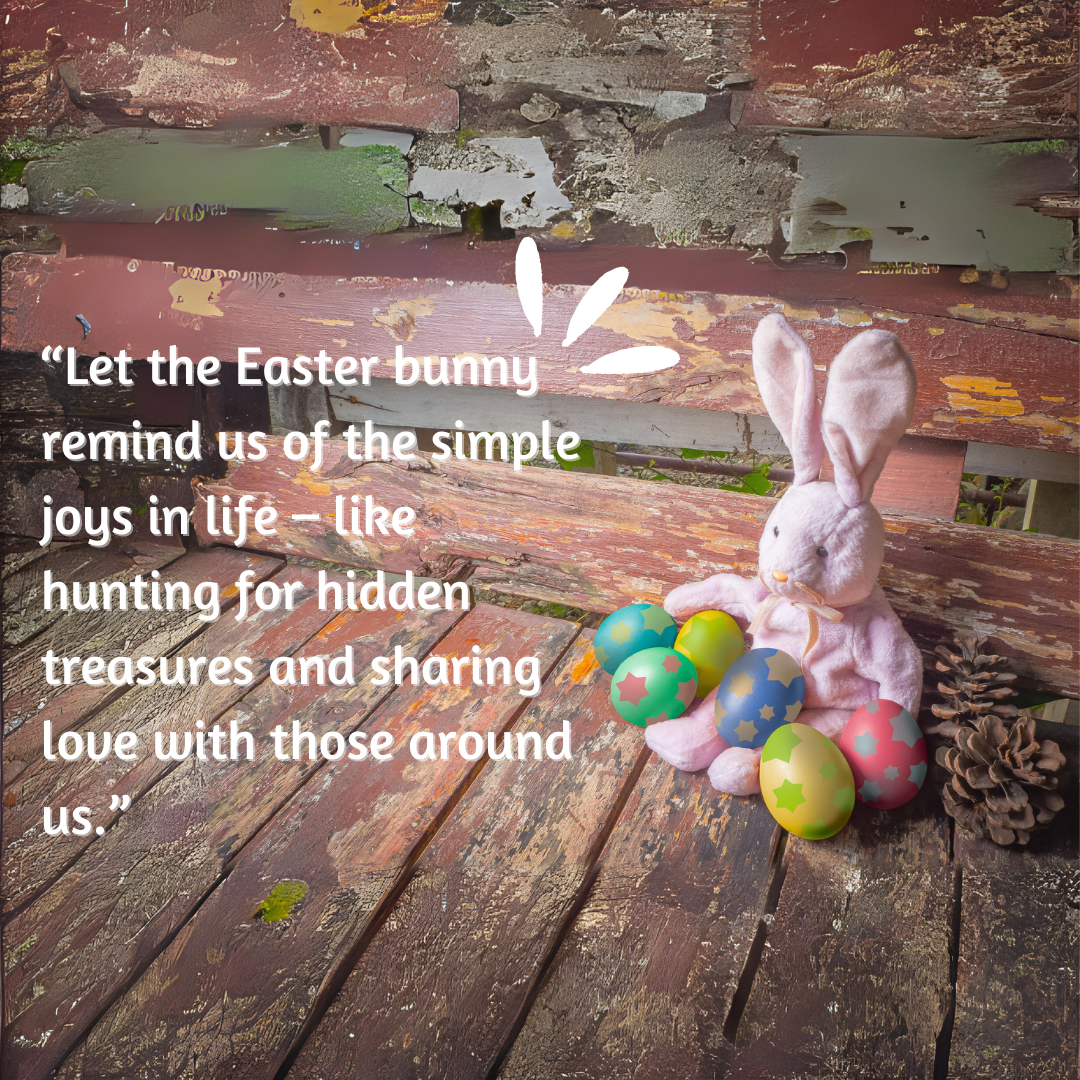 “Let the Easter bunny
remind us of the simple
joys in life – like
hunting for hidden
treasures and sharing
love with those around
us.”